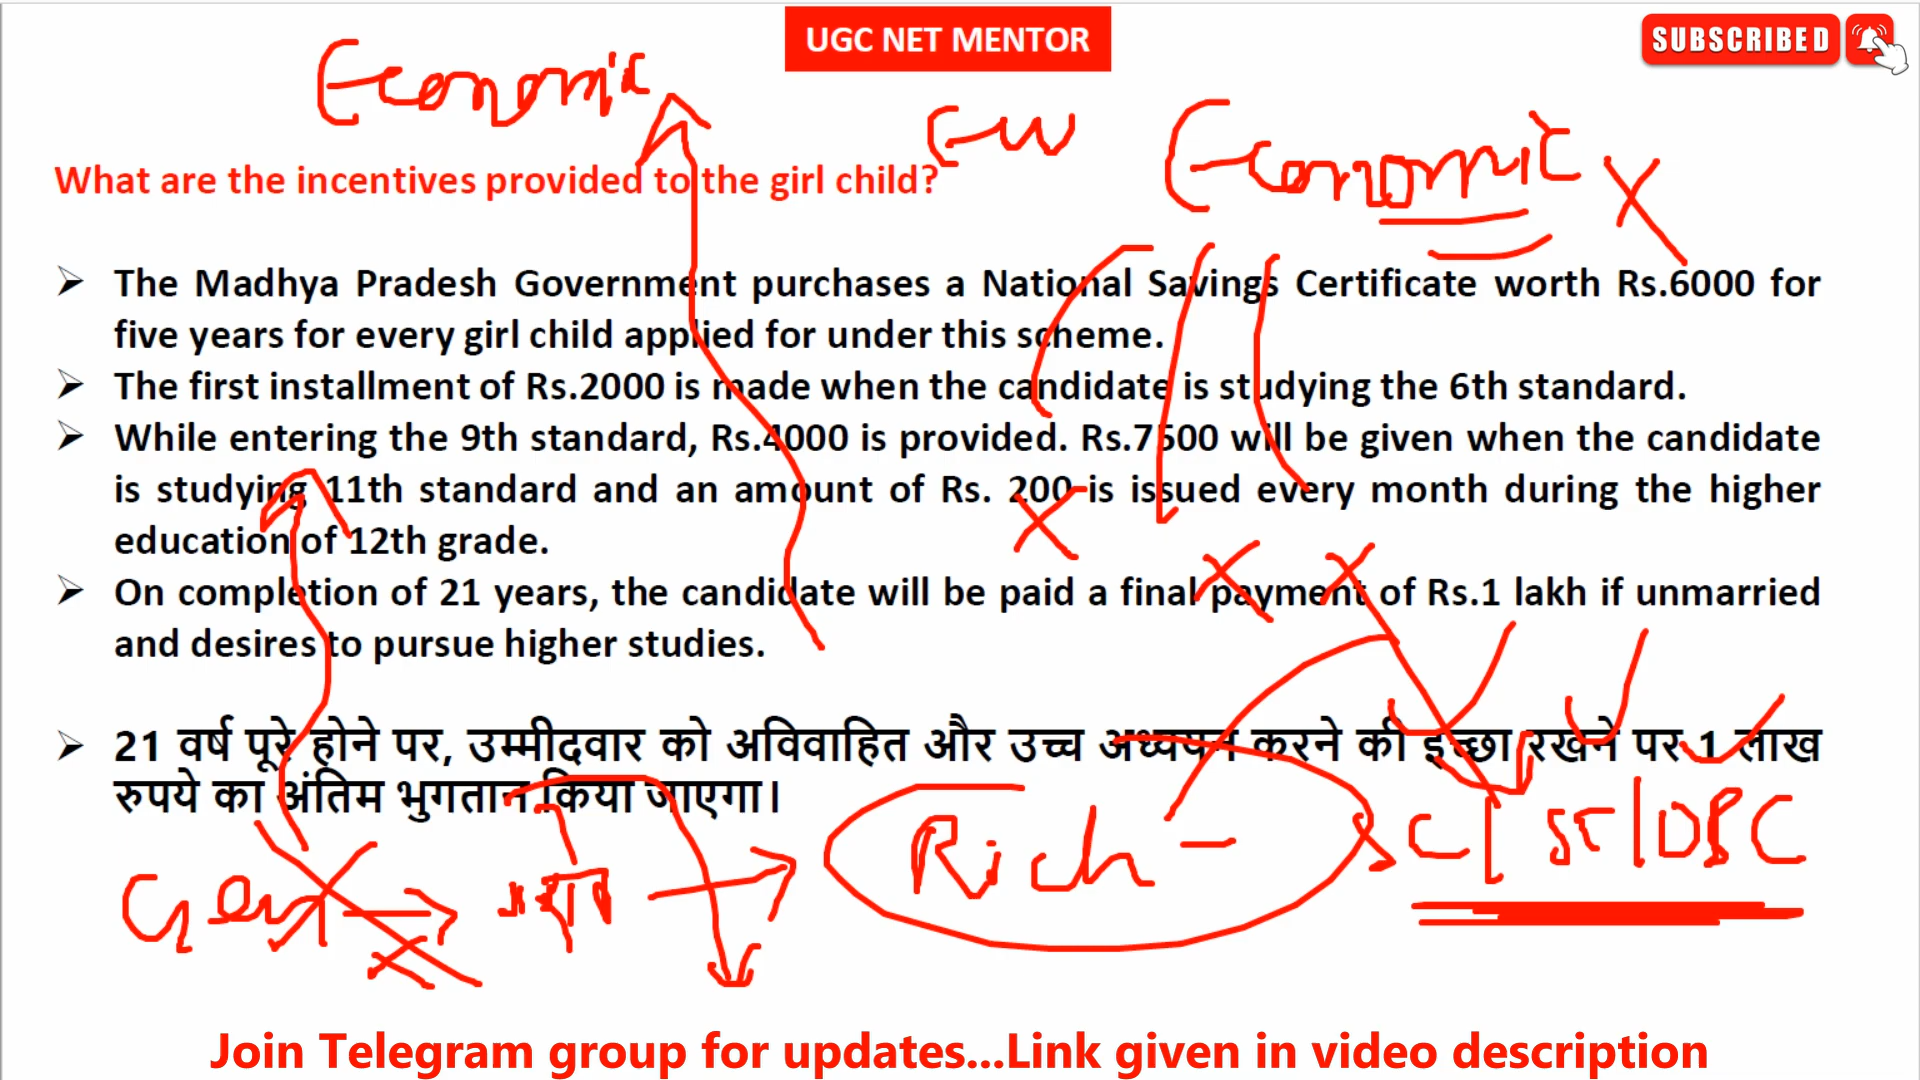 UGC NET MENTOR
SUBSCRIBED
Economic
EW
Economic
What are the incentives provided to the girl child?
➢ The Madhya Pradesh Government purchases a National Savings Certificate worth Rs.6000 for
five years for every girl child applied for under this scheme.
➢ The first installment of Rs.2000 is made when the candidate is studying the 6th standard.
➢ While entering the 9th standard, Rs.4000 is provided. Rs.7500 will be given when the candidate
is studying 11th standard and an amount of Rs. 200 is issued every month during the higher
education of 12th grade.
➢ On completion of 21 years, the candidate will be paid a final payment of Rs.1 lakh if unmarried
and desires to pursue higher studies.
➢ 21 वर्ष पूरे होने पर, उम्मीदवार को अविवाहित और उच्च अध्ययन करने की इच्छा रखने पर 1 लाख
रुपये का अंतिम भुगतान किया जाएगा।
Rich
SC/ST/OBC
Join Telegram group for updates...Link given in video description